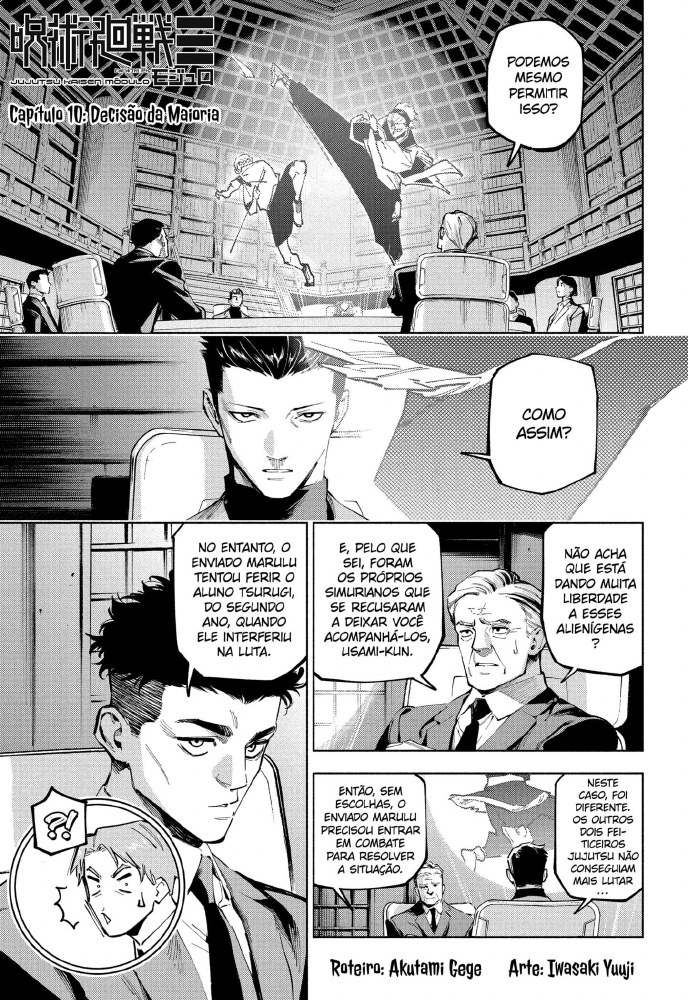 呪術廻戦
JUJUTSU KAISEN MÓDULO
モジュロ
Capítulo 10: Decisão da Maioria
PODEMOS
MESMO
PERMITIR
ISSO?
COMO
ASSIM?
NÃO ACHA
QUE ESTÁ
DANDO MUITA
LIBERDADE
A ESSES
ALIENÍGENAS
?
E, PELO QUE
SEI, FORAM
OS PRÓPRIOS
SIMURIANOS
QUE SE
RECUSARAM
A DEIXAR VOCÊ
ACOMPANHÁ-LOS,
USAMI-KUN.
NO ENTANTO, O
ENVIADO MARULU
TENTOU FERIR O
ALUNO TSURUGI,
DO SEGUNDO
ANO, QUANDO
ELE INTERFERIU
NA LUTA.
?!
NESTE
CASO, FOI
DIFERENTE.
OS OUTROS
DOIS FEI-
TICEIROS
JUJUTSU NÃO
CONSEGUIAM
MAIS LUTAR
...
ENTÃO, SEM
ESCOLHAS, O
ENVIADO MARULU
PRECISOU ENTRAR
EM COMBATE
PARA RESOLVER
A SITUAÇÃO.
Roteiro: Akutami Gege Arte: Iwasaki Yuuji